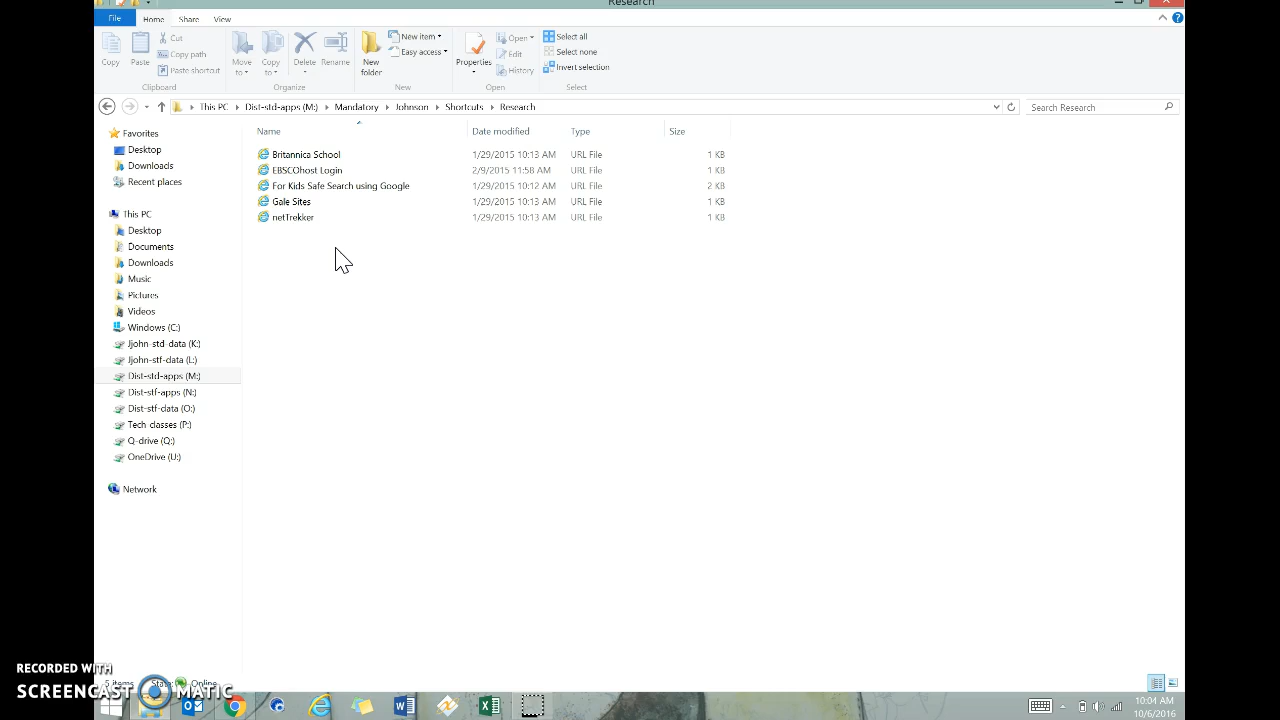 Research
File Home Share View
Copy
Paste
Cut
Copy path
Paste shortcut
Clipboard
Move to
Copy to
Delete
Rename
Organize
New folder
New item
Easy access
New
Properties
Open
Edit
History
Open
Select all
Select none
Invert selection
Select
This PC Dist-std-apps (M:) Mandatory Johnson Shortcuts Research
Search Research
Name Date modified Type Size
Britannica School 1/29/2015 10:13 AM URL File 1 KB
EBSCOhost Login 2/9/2015 11:58 AM URL File 1 KB
For Kids Safe Search using Google 1/29/2015 10:12 AM URL File 2 KB
Gale Sites 1/29/2015 10:13 AM URL File 1 KB
netTrekker 1/29/2015 10:13 AM URL File 1 KB
Favorites
Desktop
Downloads
Recent places
This PC
Desktop
Documents
Downloads
Music
Pictures
Videos
Windows (C:)
Jjohn-std-data (K:)
Jjohn-stf-data (L:)
Dist-std-apps (M:)
Dist-stf-apps (N:)
Dist-stf-data (O:)
Tech-classes (P:)
Q-drive (Q:)
OneDrive (U:)
Network
5 items State: Online
RECORDED WITH
SCREENCAST MATIC
10:04 AM
10/6/2016